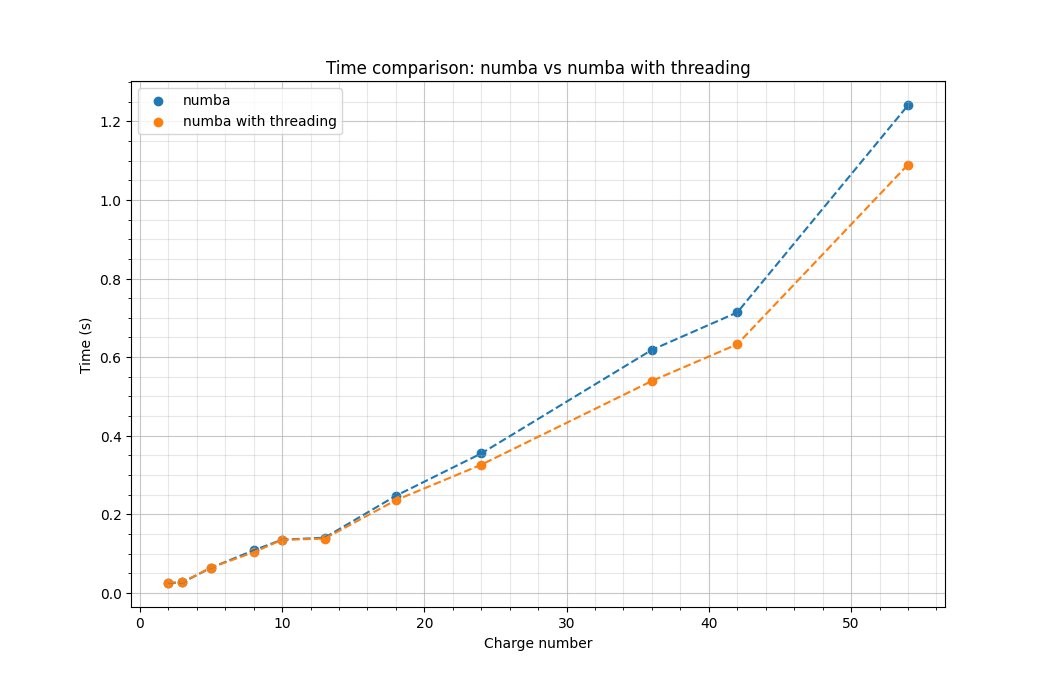 Time comparison: numba vs numba with threading
numba
numba with threading
1.2
1.0
0.8
0.6
0.4
0.2
0.0
Time (s)
0 10 20 30 40 50
Charge number